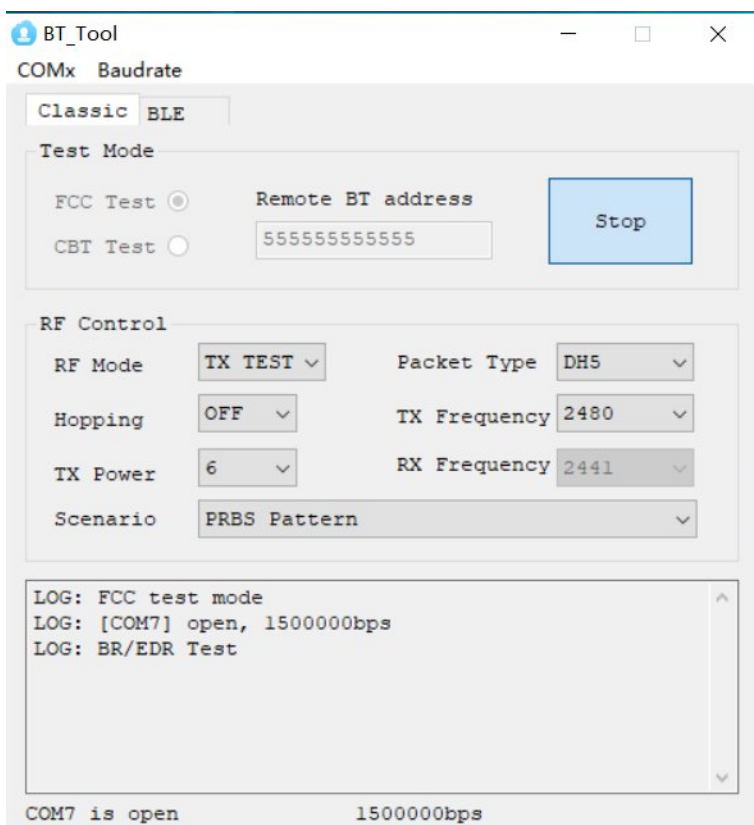 BT_Tool
COMx Baudrate
Classic BLE
Test Mode
FCC Test Remote BT address
Stop
CBT Test 555555555555
RF Control
RF Mode TX TEST Packet Type DH5
Hopping OFF TX Frequency 2480
TX Power 6 RX Frequency 2441
Scenario PRBS Pattern
LOG: FCC test mode
LOG: [COM7] open, 1500000bps
LOG: BR/EDR Test
COM7 is open 1500000bps